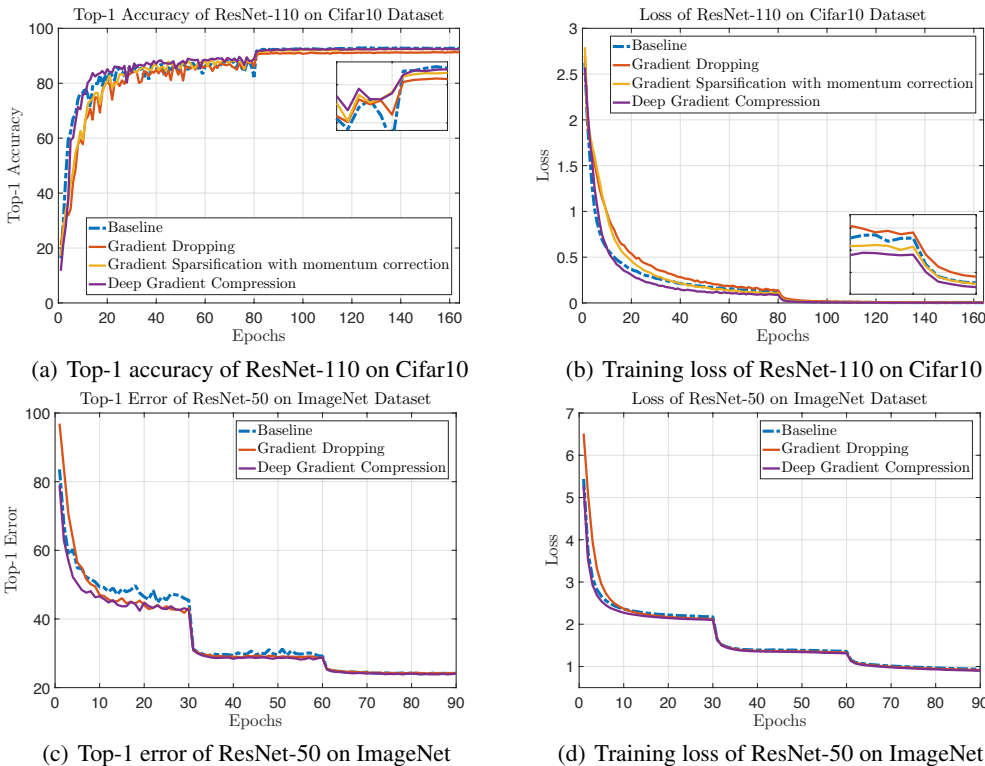 Top-1 Accuracy of ResNet-110 on Cifar10 Dataset
100
80
60
40
20
0
Top-1 Accuracy
Baseline
Gradient Dropping
Gradient Sparsification with momentum correction
Deep Gradient Compression
0 20 40 60 80 100 120 140 160
Epochs
(a) Top-1 accuracy of ResNet-110 on Cifar10
Loss of ResNet-110 on Cifar10 Dataset
3
2.5
2
1.5
1
0.5
0
Loss
Baseline
Gradient Dropping
Gradient Sparsification with momentum correction
Deep Gradient Compression
0 20 40 60 80 100 120 140 160
Epochs
(b) Training loss of ResNet-110 on Cifar10
Top-1 Error of ResNet-50 on ImageNet Dataset
100
80
60
40
20
Top-1 Error
Baseline
Gradient Dropping
Deep Gradient Compression
0 10 20 30 40 50 60 70 80 90
Epochs
(c) Top-1 error of ResNet-50 on ImageNet
Loss of ResNet-50 on ImageNet Dataset
7
6
5
4
3
2
1
Loss
Baseline
Gradient Dropping
Deep Gradient Compression
0 10 20 30 40 50 60 70 80 90
Epochs
(d) Training loss of ResNet-50 on ImageNet